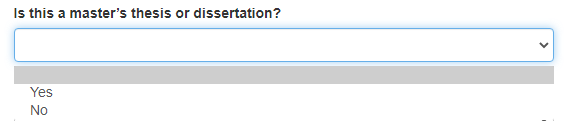 Is this a master’s thesis or dissertation?
Yes
No